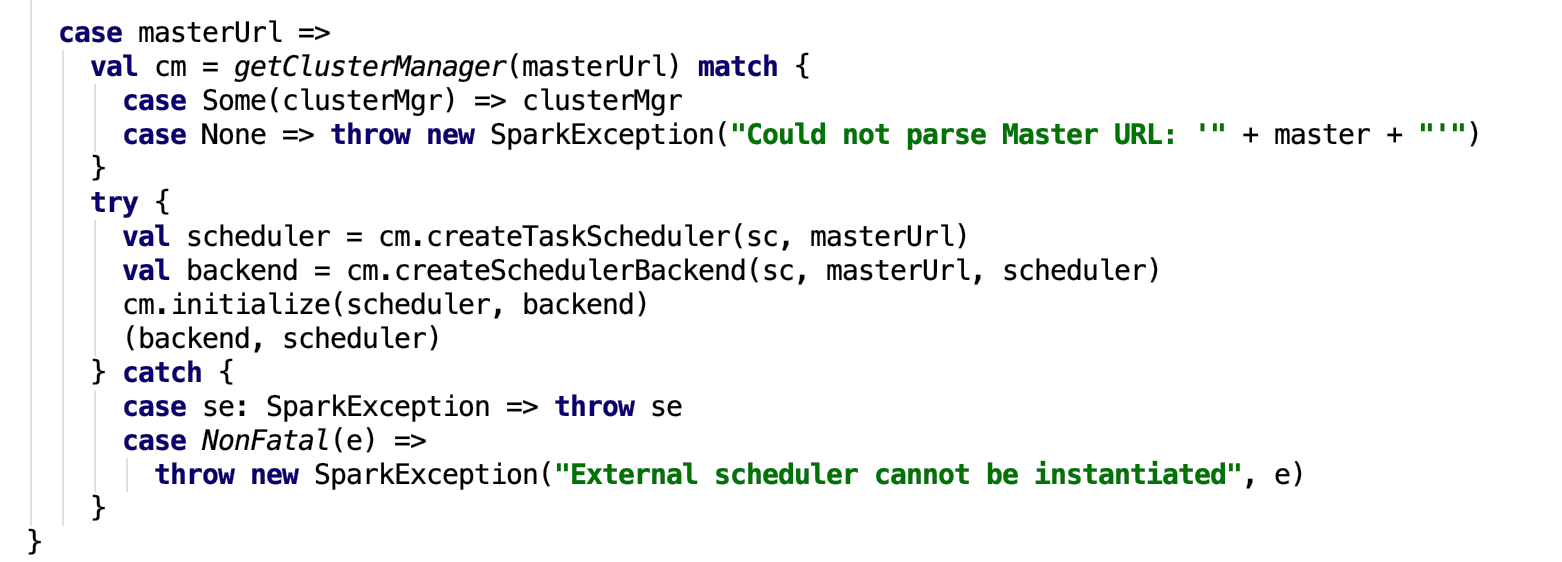 case masterUrl =>
val cm = getClusterManager(masterUrl) match {
case Some(clusterMgr) => clusterMgr
case None => throw new SparkException("Could not parse Master URL: '" + master + "'")
}
try {
val scheduler = cm.createTaskScheduler(sc, masterUrl)
val backend = cm.createSchedulerBackend(sc, masterUrl, scheduler)
cm.initialize(scheduler, backend)
(backend, scheduler)
} catch {
case se: SparkException => throw se
case NonFatal(e) =>
throw new SparkException("External scheduler cannot be instantiated", e)
}
}